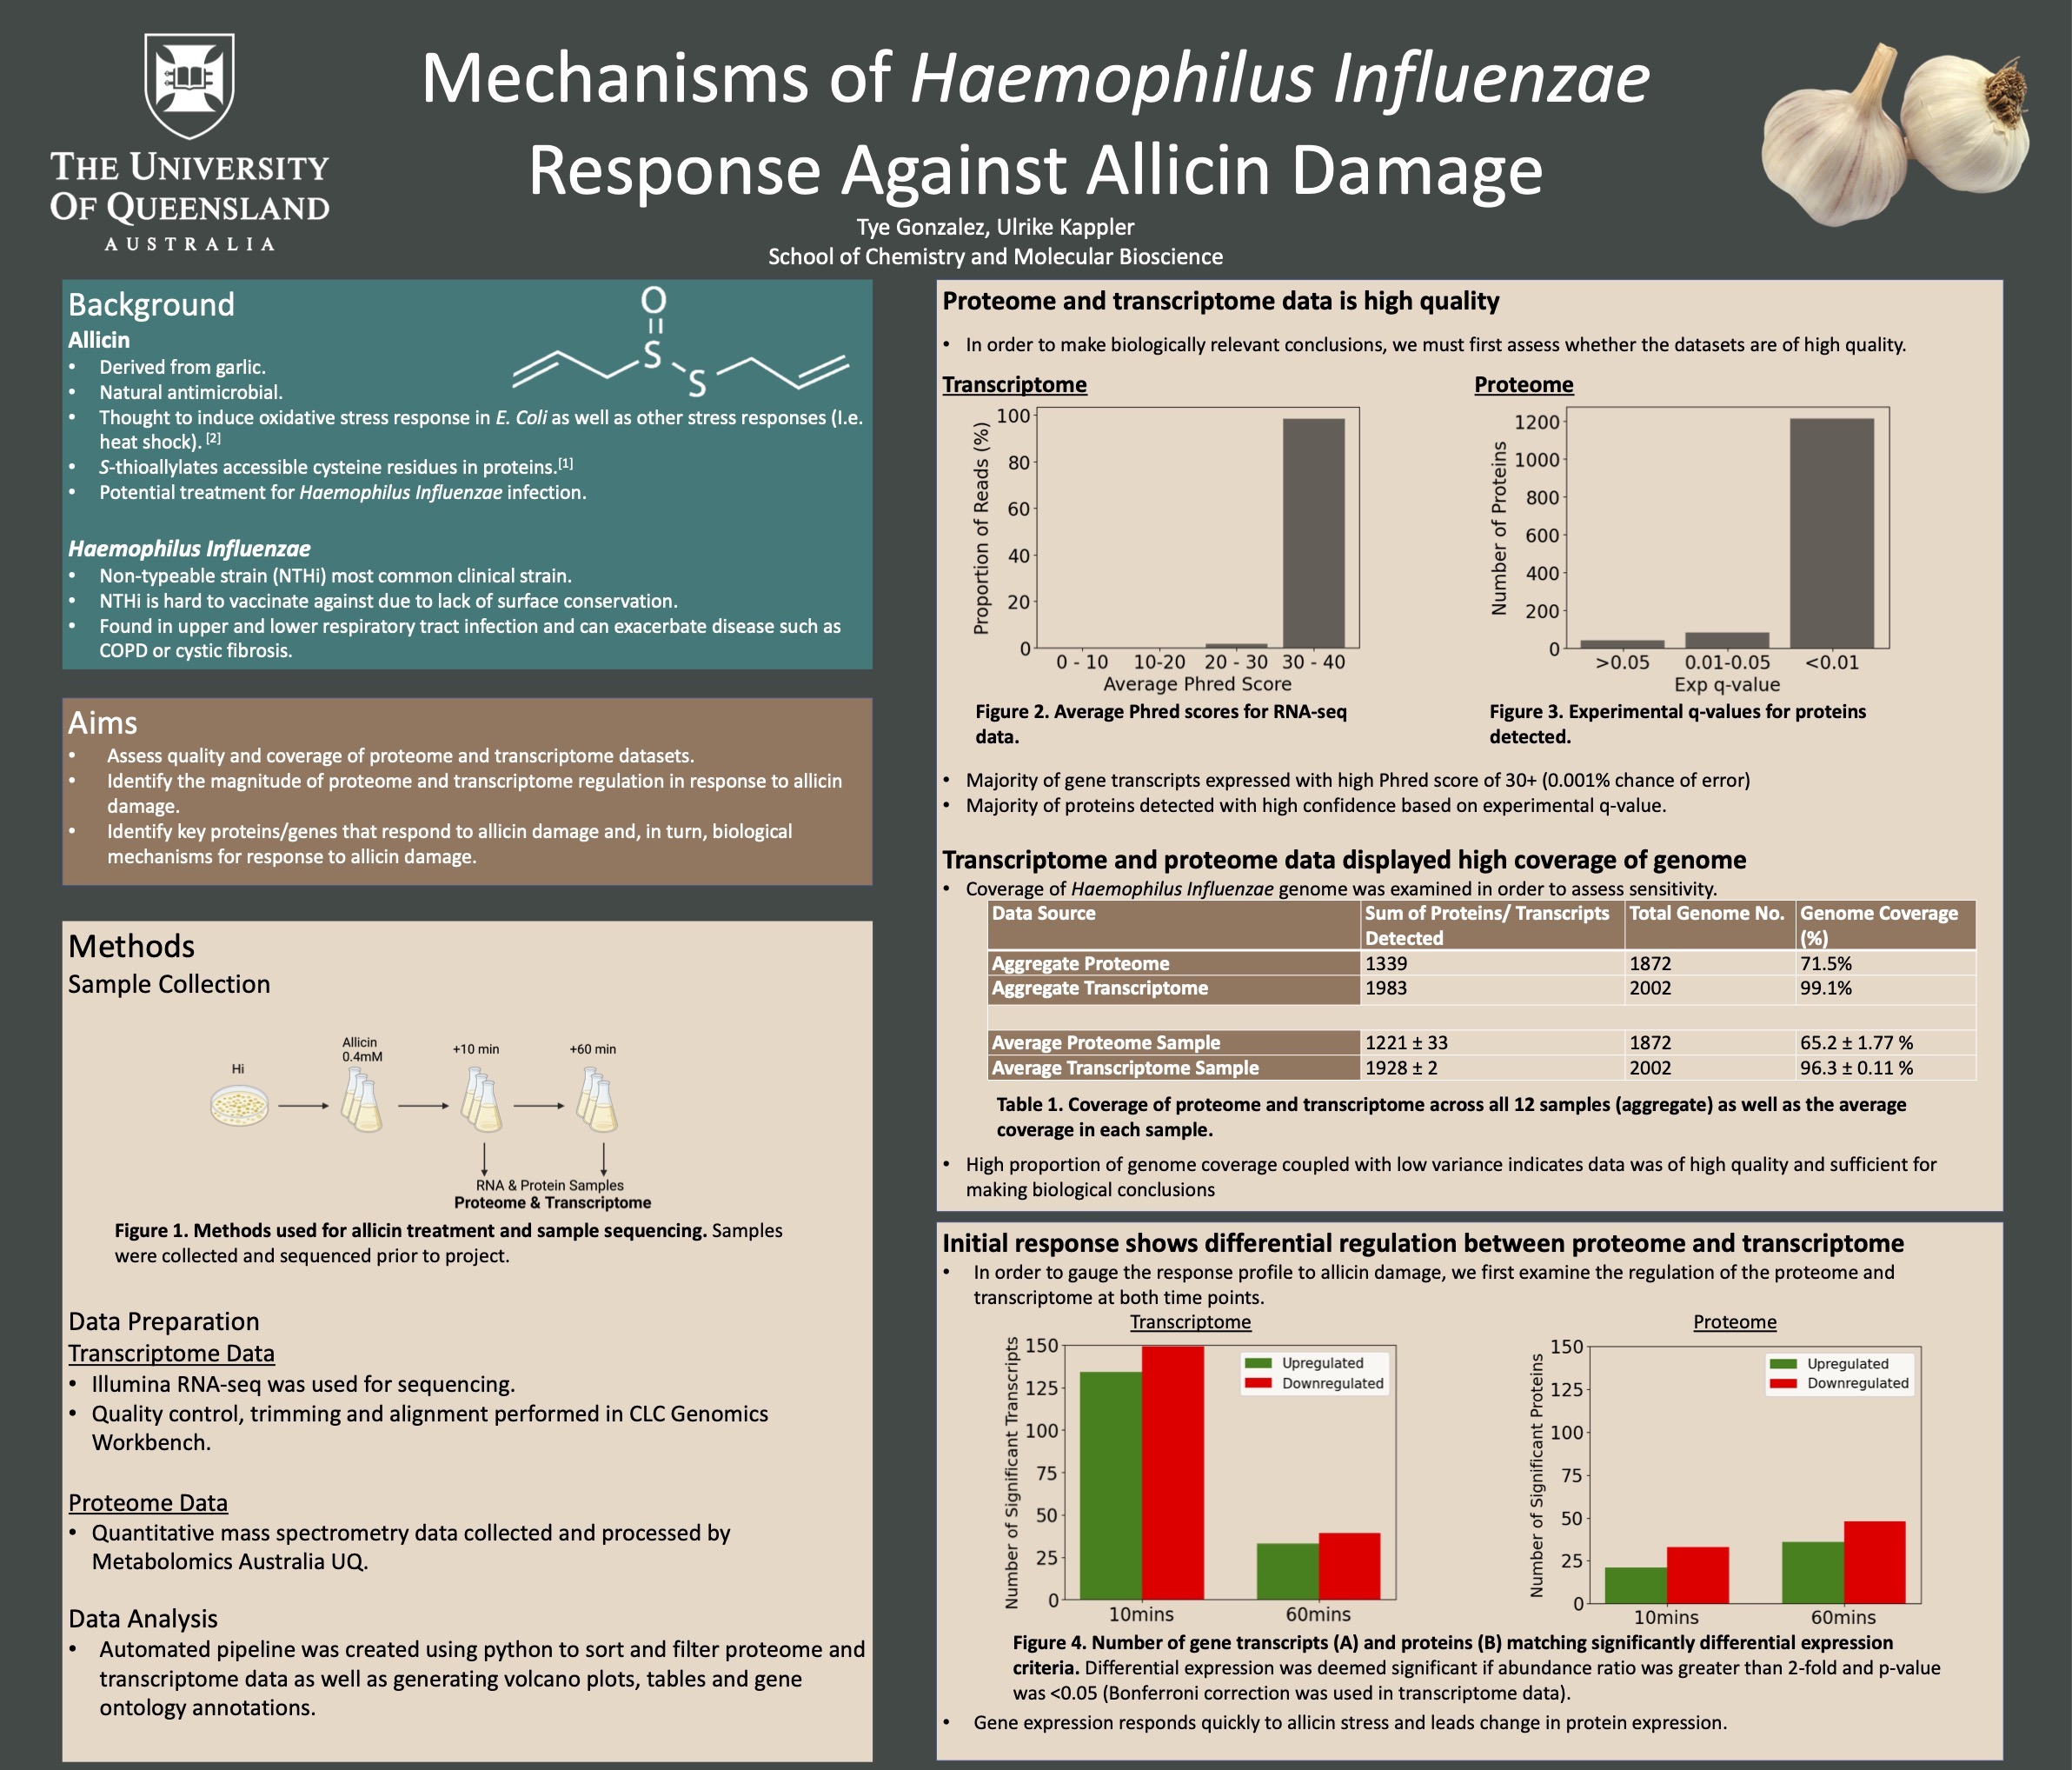 THE UNIVERSITY
OF QUEENSLAND
AUSTRALIA
Mechanisms of Haemophilus Influenzae
Response Against Allicin Damage
Tye Gonzalez, Ulrike Kappler
School of Chemistry and Molecular Bioscience
Background
Allicin
• Derived from garlic.
• Natural antimicrobial.
• Thought to induce oxidative stress response in E. Coli as well as other stress responses (I.e.
heat shock). [2]
• S-thioallylates accessible cysteine residues in proteins.[1]
• Potential treatment for Haemophilus Influenzae infection.
O
S
S
Haemophilus Influenzae
• Non-typeable strain (NTHi) most common clinical strain.
• NTHi is hard to vaccinate against due to lack of surface conservation.
• Found in upper and lower respiratory tract infection and can exacerbate disease such as
COPD or cystic fibrosis.
Aims
• Assess quality and coverage of proteome and transcriptome datasets.
• Identify the magnitude of proteome and transcriptome regulation in response to allicin
damage.
• Identify key proteins/genes that respond to allicin damage and, in turn, biological
mechanisms for response to allicin damage.
Methods
Sample Collection
Hi
Allicin
0.4mM
+10 min
+60 min
RNA & Protein Samples
Proteome & Transcriptome
Figure 1. Methods used for allicin treatment and sample sequencing. Samples
were collected and sequenced prior to project.
Data Preparation
Transcriptome Data
• Illumina RNA-seq was used for sequencing.
• Quality control, trimming and alignment performed in CLC Genomics
Workbench.
Proteome Data
• Quantitative mass spectrometry data collected and processed by
Metabolomics Australia UQ.
Data Analysis
• Automated pipeline was created using python to sort and filter proteome and
transcriptome data as well as generating volcano plots, tables and gene
ontology annotations.
Proteome and transcriptome data is high quality
• In order to make biologically relevant conclusions, we must first assess whether the datasets are of high quality.
Transcriptome
Proportion of Reads (%)
100
80
60
40
20
0
0 - 10 10-20 20 - 30 30 - 40
Average Phred Score
Figure 2. Average Phred scores for RNA-seq
data.
Proteome
Number of Proteins
1200
1000
800
600
400
200
0
>0.05 0.01-0.05 <0.01
Exp q-value
Figure 3. Experimental q-values for proteins
detected.
• Majority of gene transcripts expressed with high Phred score of 30+ (0.001% chance of error)
• Majority of proteins detected with high confidence based on experimental q-value.
Transcriptome and proteome data displayed high coverage of genome
• Coverage of Haemophilus Influenzae genome was examined in order to assess sensitivity.
Data Source Sum of Proteins/ Transcripts Total Genome No. Genome Coverage
Detected (%)
Aggregate Proteome 1339 1872 71.5%
Aggregate Transcriptome 1983 2002 99.1%
Average Proteome Sample 1221 ± 33 1872 65.2 ± 1.77 %
Average Transcriptome Sample 1928 ± 2 2002 96.3 ± 0.11 %
Table 1. Coverage of proteome and transcriptome across all 12 samples (aggregate) as well as the average
coverage in each sample.
• High proportion of genome coverage coupled with low variance indicates data was of high quality and sufficient for
making biological conclusions
Initial response shows differential regulation between proteome and transcriptome
• In order to gauge the response profile to allicin damage, we first examine the regulation of the proteome and
transcriptome at both time points.
Transcriptome
Number of Significant Transcripts
150
125
100
75
50
25
0
Upregulated
Downregulated
10mins 60mins
Proteome
Number of Significant Proteins
150
125
100
75
50
25
0
Upregulated
Downregulated
10mins 60mins
Figure 4. Number of gene transcripts (A) and proteins (B) matching significantly differential expression
criteria. Differential expression was deemed significant if abundance ratio was greater than 2-fold and p-value
was <0.05 (Bonferroni correction was used in transcriptome data).
• Gene expression responds quickly to allicin stress and leads change in protein expression.